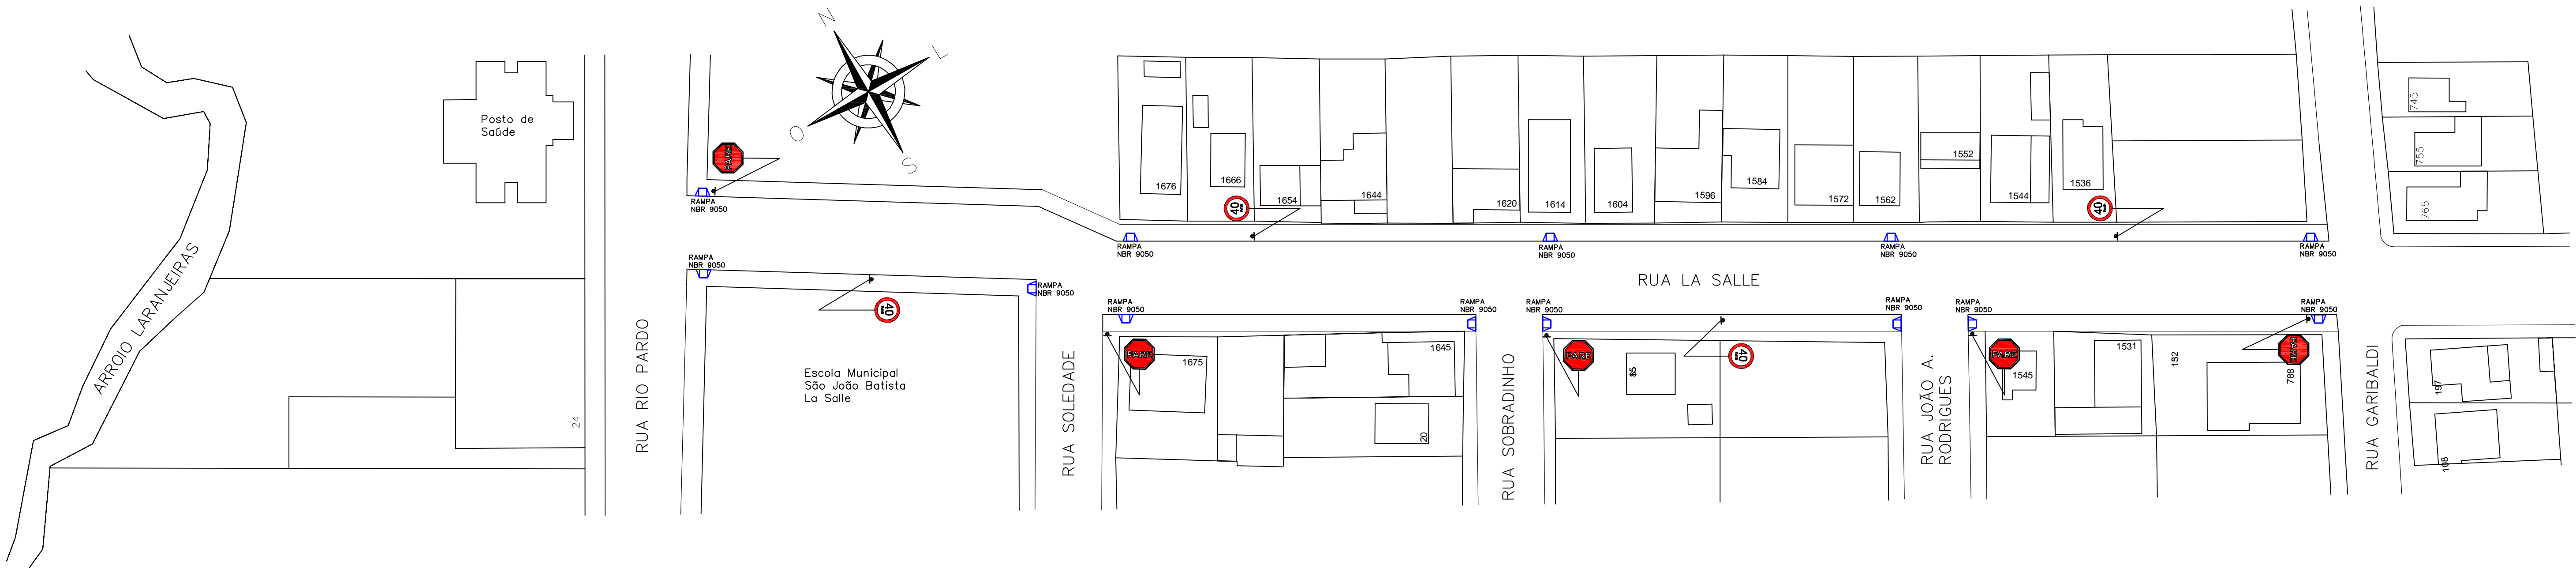 N
L
O
S
Posto de
Saúde
PARE
RAMPA
NBR 9050
ARROIO LARANJEIRAS
24
RUA RIO PARDO
RAMPA
NBR 9050
40
Escola Municipal
São João Batista
La Salle
RAMPA
NBR 9050
RUA SOLEDADE
1676
1666
1654
1644
1620
1614
1604
1596
1584
1572
1562
1552
1544
1536
40
40
RAMPA
NBR 9050
RAMPA
NBR 9050
RAMPA
NBR 9050
RAMPA
NBR 9050
RUA LA SALLE
745
755
765
RAMPA
NBR 9050
RAMPA
NBR 9050
PARE
1675
1645
20
RUA SOBRADINHO
RAMPA
NBR 9050
RAMPA
NBR 9050
PARE
85
40
RUA JOÃO A.
RODRIGUES
RAMPA
NBR 9050
RAMPA
NBR 9050
PARE
1545
1531
PARE
788
RUA GARIBALDI
197
108